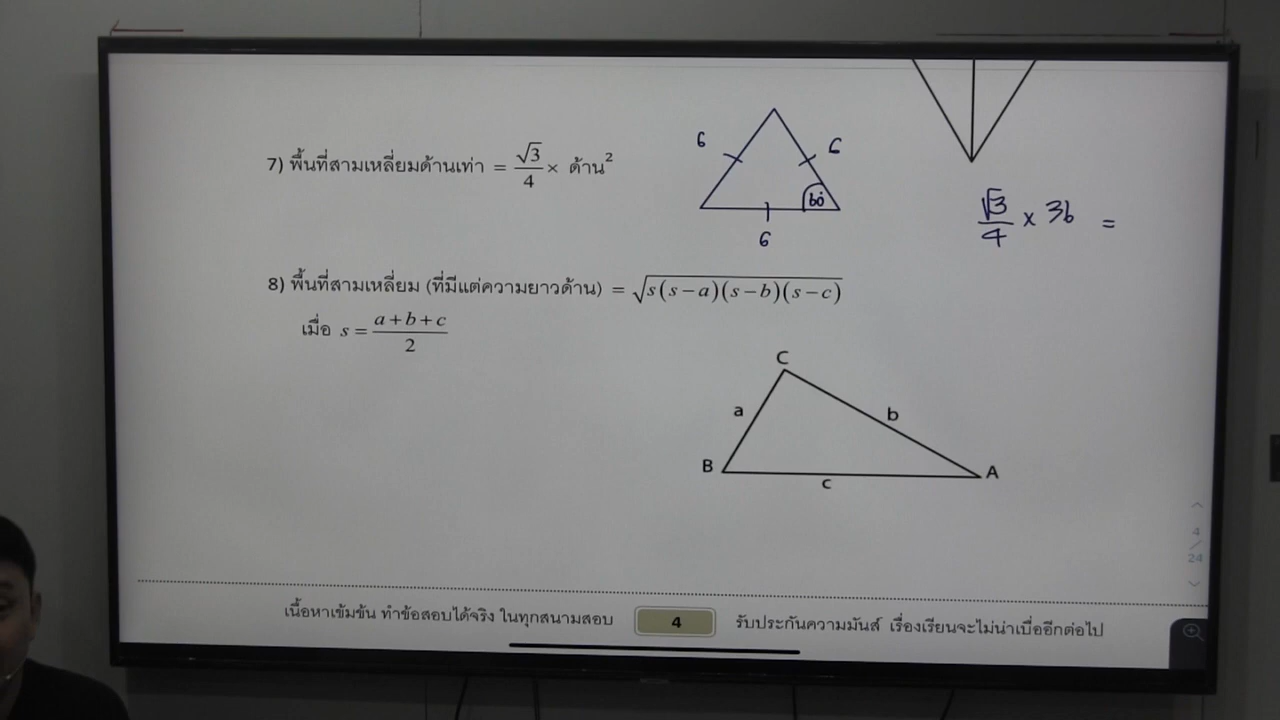 7) พื้นที่สามเหลี่ยมด้านเท่า = √3/4 × ด้าน²
6
6
60°
6
√3/4 × 36 =
8) พื้นที่สามเหลี่ยม (ที่มีแต่ความยาวด้าน) = √s(s−a)(s−b)(s−c)
เมื่อ s = a+b+c/2
C
a
b
B
A
c
4
/
24
เนื้อหาเข้มข้น ทำข้อสอบได้จริง ในทุกสนามสอบ
4
รับประกันความมันส์ เรื่องเรียนจะไม่น่าเบื่ออีกต่อไป